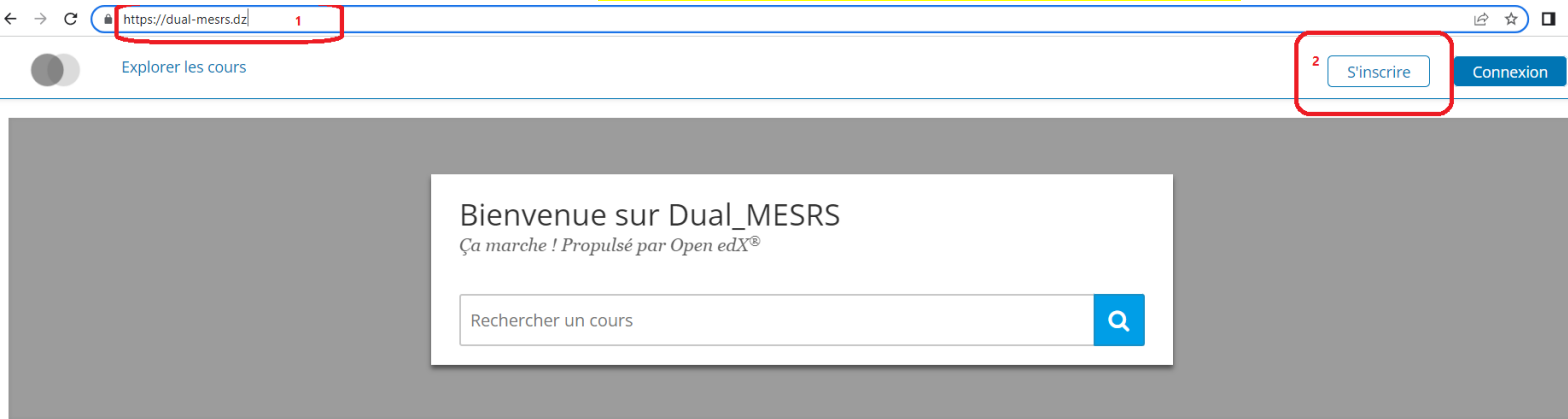 https://dual-mesrs.dz 1
Explorer les cours
2 S'inscrire Connexion
Bienvenue sur Dual_MESRS
Ça marche ! Propulsé par Open edX®
Rechercher un cours